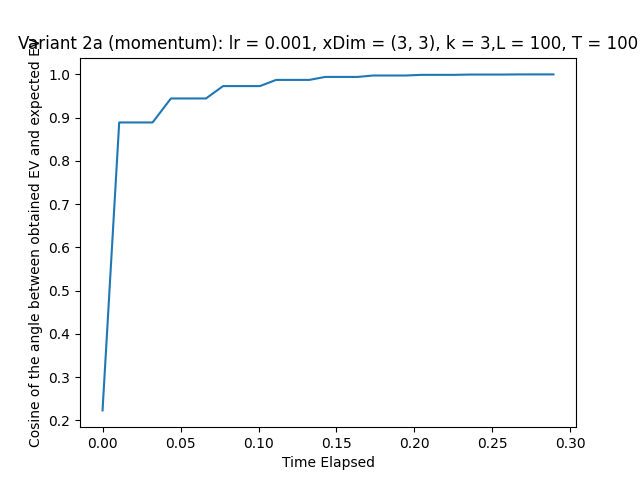 Variant 2a (momentum): lr = 0.001, xDim = (3, 3), k = 3,L = 100, T = 100
Cosine of the angle between obtained EV and expected EV
1.0
0.9
0.8
0.7
0.6
0.5
0.4
0.3
0.2
0.00 0.05 0.10 0.15 0.20 0.25 0.30
Time Elapsed